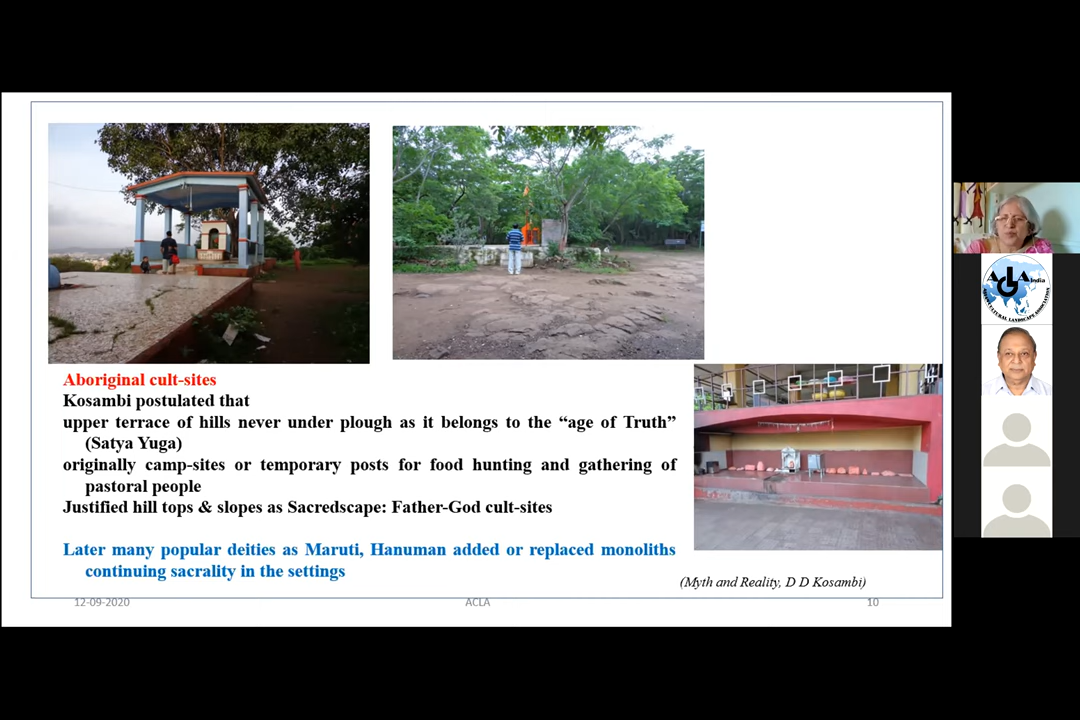 Aboriginal cult-sites
Kosambi postulated that
upper terrace of hills never under plough as it belongs to the “age of Truth”
(Satya Yuga)
originally camp-sites or temporary posts for food hunting and gathering of
pastoral people
Justified hill tops & slopes as Sacredscape: Father-God cult-sites
Later many popular deities as Maruti, Hanuman added or replaced monoliths
continuing sacrality in the settings
(Myth and Reality, D D Kosambi)
12-09-2020
ACLA
10
ACLA
India